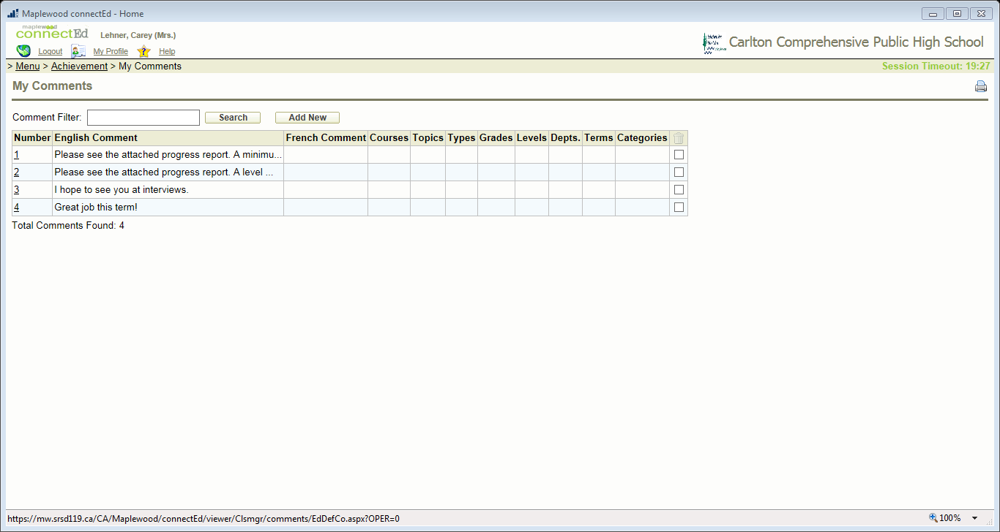 Maplewood connectEd - Home
maplewood
connectEd Lehner, Carey (Mrs.)
Carlton Comprehensive Public High School
Logout My Profile Help
> Menu > Achievement > My Comments Session Timeout: 19:27
My Comments
Comment Filter: Search Add New
Number English Comment French Comment Courses Topics Types Grades Levels Depts. Terms Categories
1 Please see the attached progress report. A minimu...
2 Please see the attached progress report. A level ...
3 I hope to see you at interviews.
4 Great job this term!
Total Comments Found: 4
https://mw.srsd119.ca/CA/Maplewood/connectEd/viewer/Clsmgr/comments/EdDefCo.aspx?OPER=0 100%